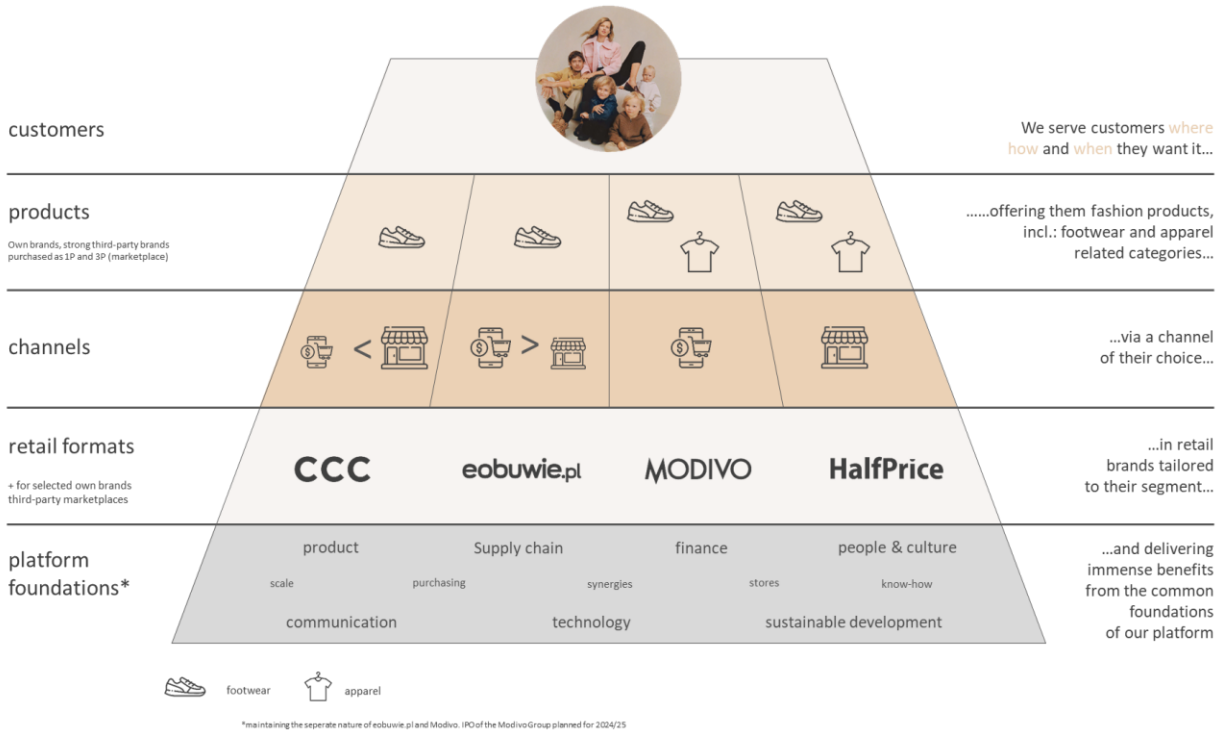 customers
We serve customers where
how and when they want it...
products
Own brands, strong third-party brands
purchased as 1P and 3P (marketplace)
......offering them fashion products,
incl.: footwear and apparel
related categories...
channels
$ < $ > $
...via a channel
of their choice...
retail formats
+ for selected own brands
third-party marketplaces
CCC eobuwie.pl MODIVO HalfPrice
...in retail
brands tailored
to their segment...
platform
foundations*
product Supply chain finance people & culture
scale purchasing synergies stores know-how
communication technology sustainable development
...and delivering
immense benefits
from the common
foundations
of our platform
footwear apparel
*maintaining the seperate nature of eobuwie.pl and Modivo. IPO of the Modivo Group planned for 2024/25